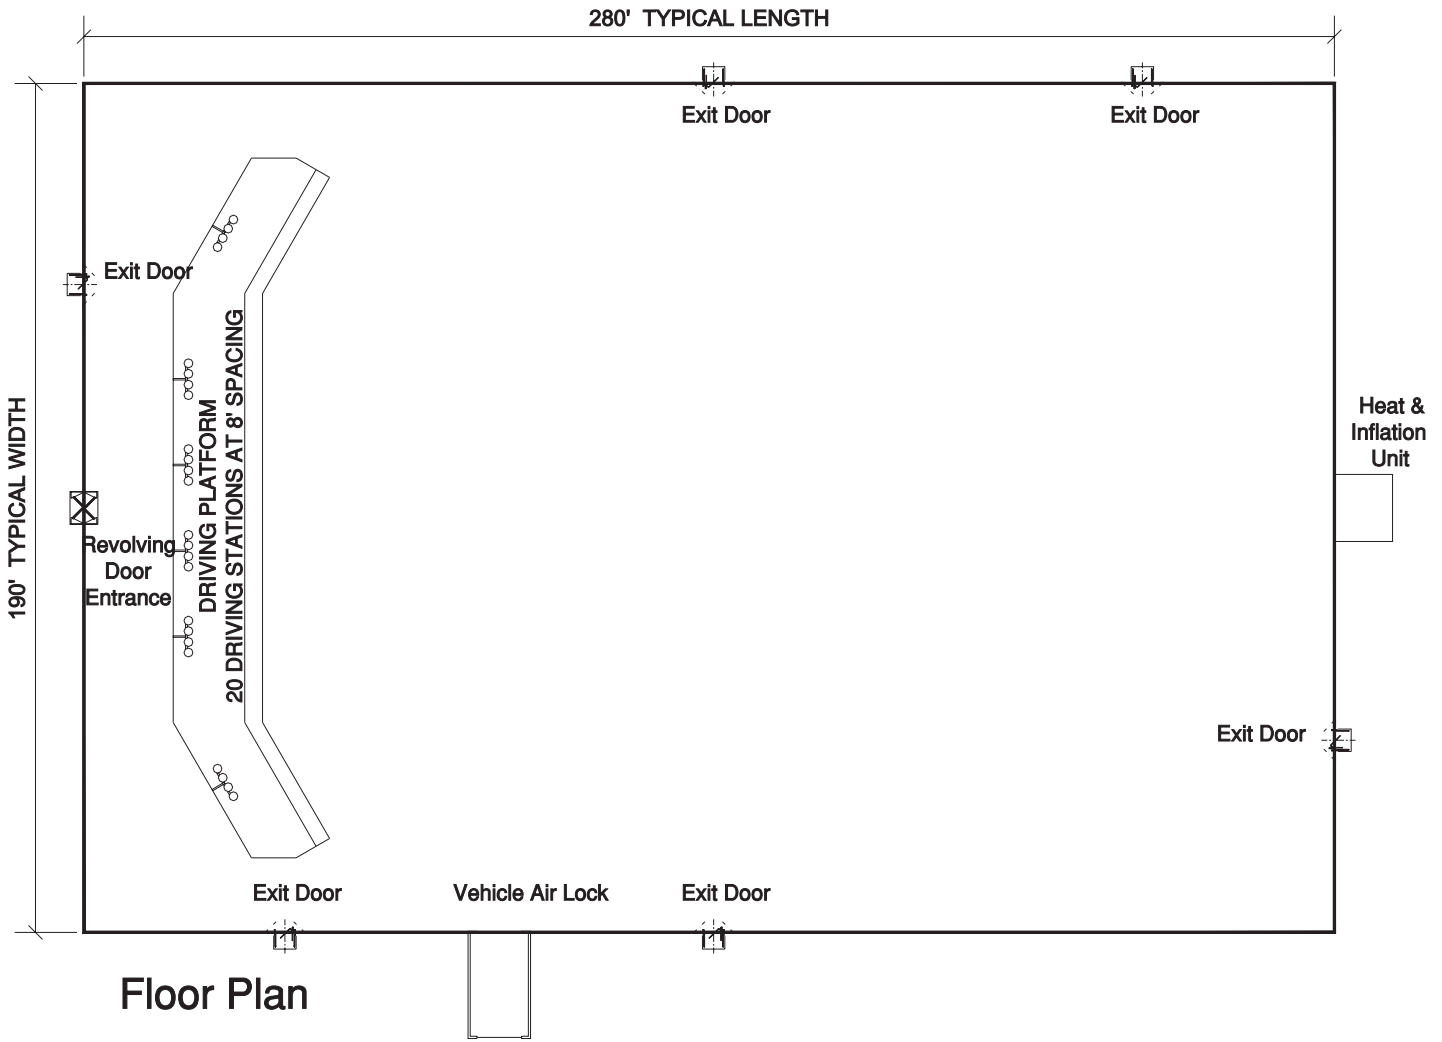 280' TYPICAL LENGTH
Exit Door
Exit Door
Exit Door
190' TYPICAL WIDTH
DRIVING PLATFORM
20 DRIVING STATIONS AT 8' SPACING
Heat &
Inflation
Unit
Revolving
Door
Entrance
Exit Door
Exit Door
Vehicle Air Lock
Exit Door
Floor Plan